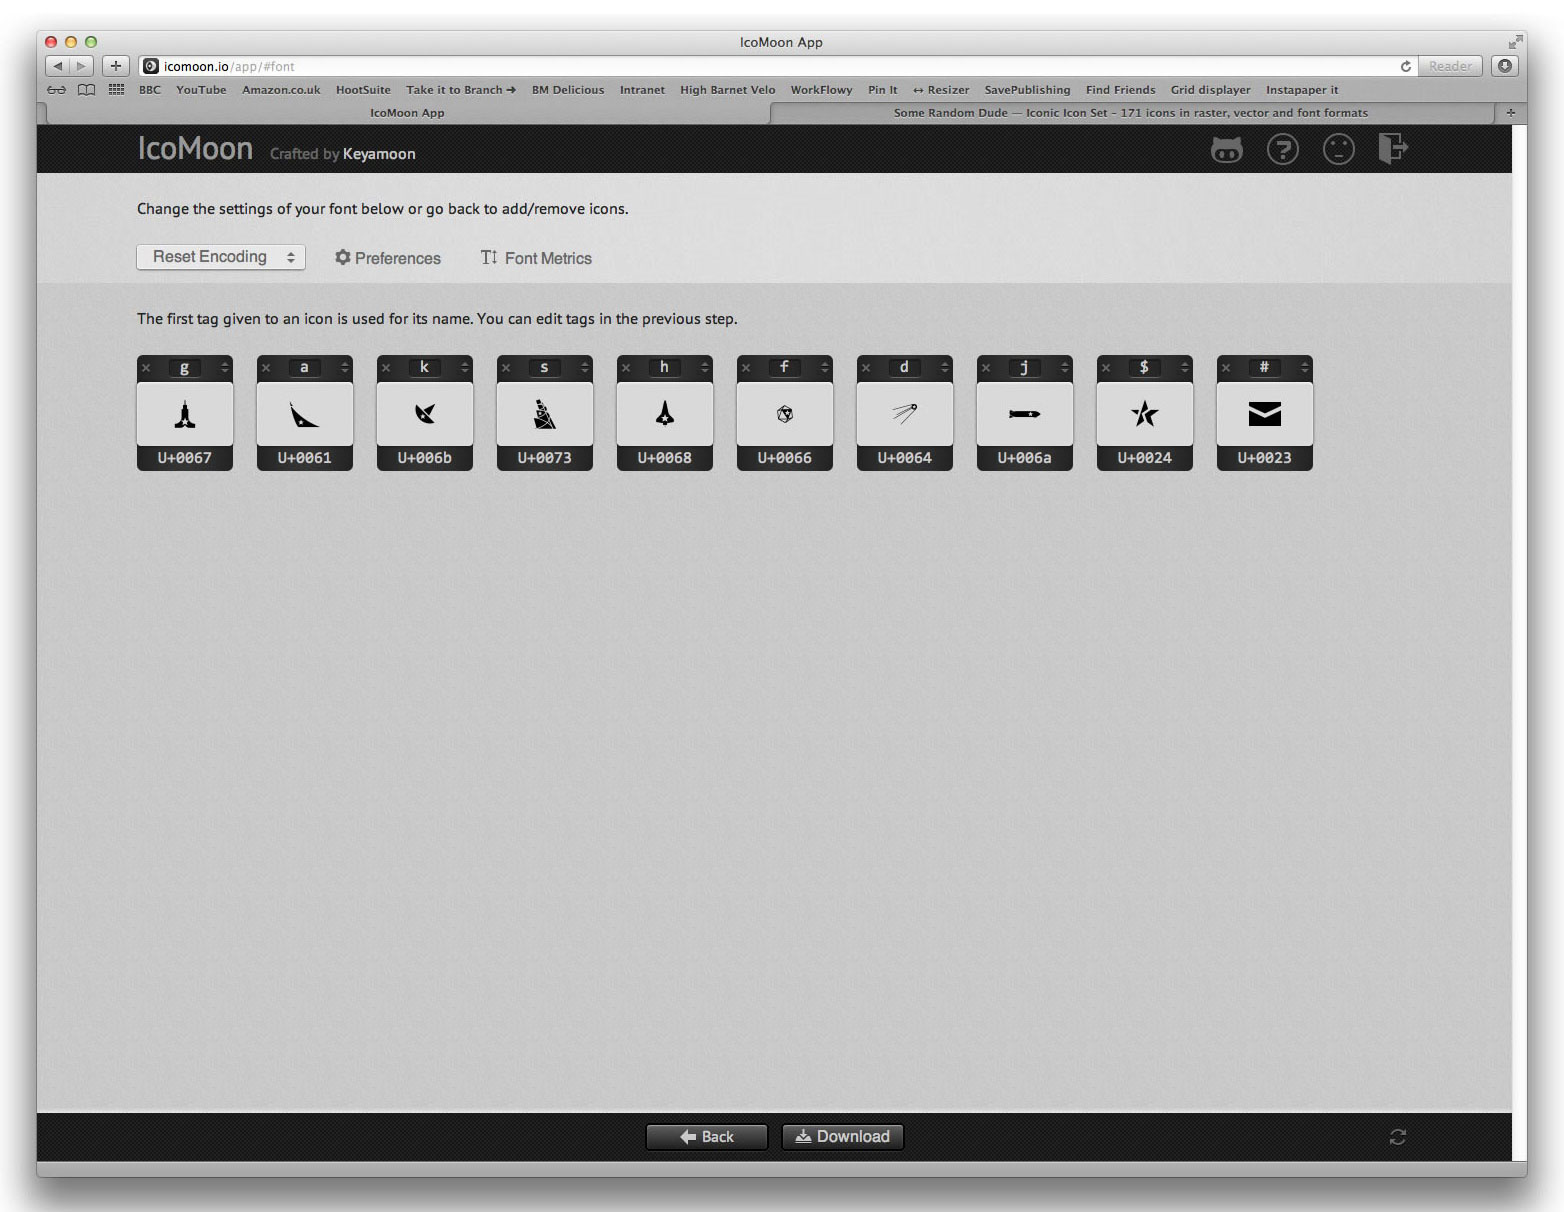 IcoMoon App
icomoon.io/app/#font
Reader
BBC YouTube Amazon.co.uk HootSuite Take it to Branch → BM Delicious Intranet High Barnet Velo WorkFlowy Pin It ↔ Resizer SavePublishing Find Friends Grid displayer Instapaper it
IcoMoon App Some Random Dude — Iconic Icon Set - 171 icons in raster, vector and font formats
IcoMoon Crafted by Keyamoon
Change the settings of your font below or go back to add/remove icons.
Reset Encoding Preferences Font Metrics
The first tag given to an icon is used for its name. You can edit tags in the previous step.
g a k s h f d j $ #
U+0067 U+0061 U+006b U+0073 U+0068 U+0066 U+0064 U+006a U+0024 U+0023
Back Download